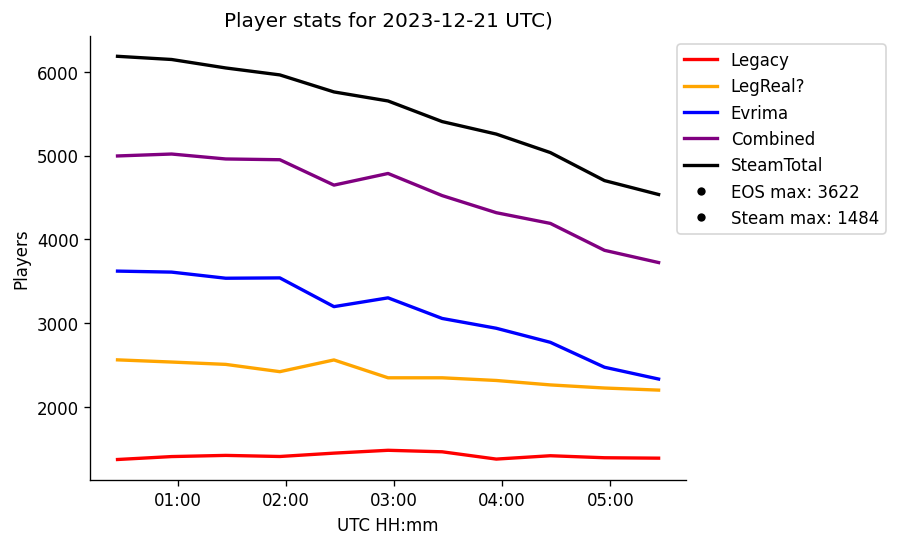 Player stats for 2023-12-21 UTC)
Legacy
LegReal?
Evrima
Combined
SteamTotal
EOS max: 3622
Steam max: 1484
Players
6000
5000
4000
3000
2000
01:00
02:00
03:00
04:00
05:00
UTC HH:mm